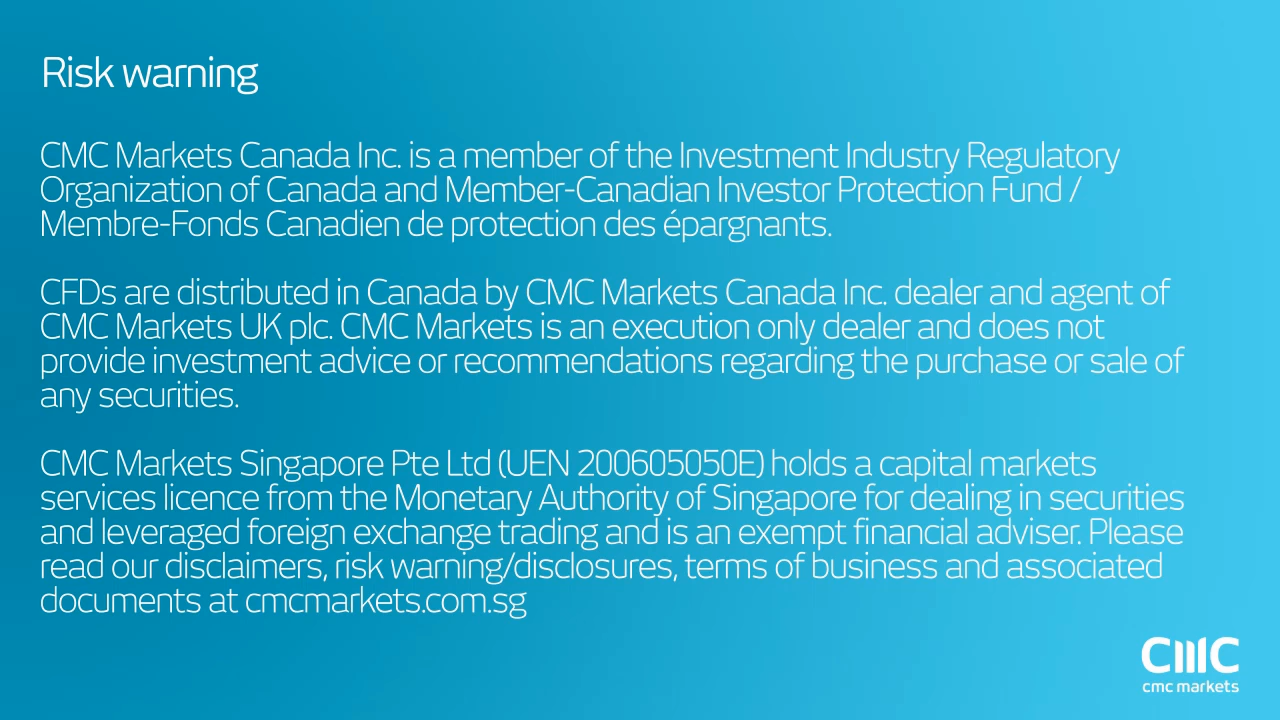 Risk warning
CMC Markets Canada Inc. is a member of the Investment Industry Regulatory
Organization of Canada and Member-Canadian Investor Protection Fund /
Membre-Fonds Canadien de protection des épargnants.
CFDs are distributed in Canada by CMC Markets Canada Inc. dealer and agent of
CMC Markets UK plc. CMC Markets is an execution only dealer and does not
provide investment advice or recommendations regarding the purchase or sale of
any securities.
CMC Markets Singapore Pte Ltd (UEN 200605050E) holds a capital markets
services licence from the Monetary Authority of Singapore for dealing in securities
and leveraged foreign exchange trading and is an exempt financial adviser. Please
read our disclaimers, risk warning/disclosures, terms of business and associated
documents at cmcmarkets.com.sg
CMC
cmc markets